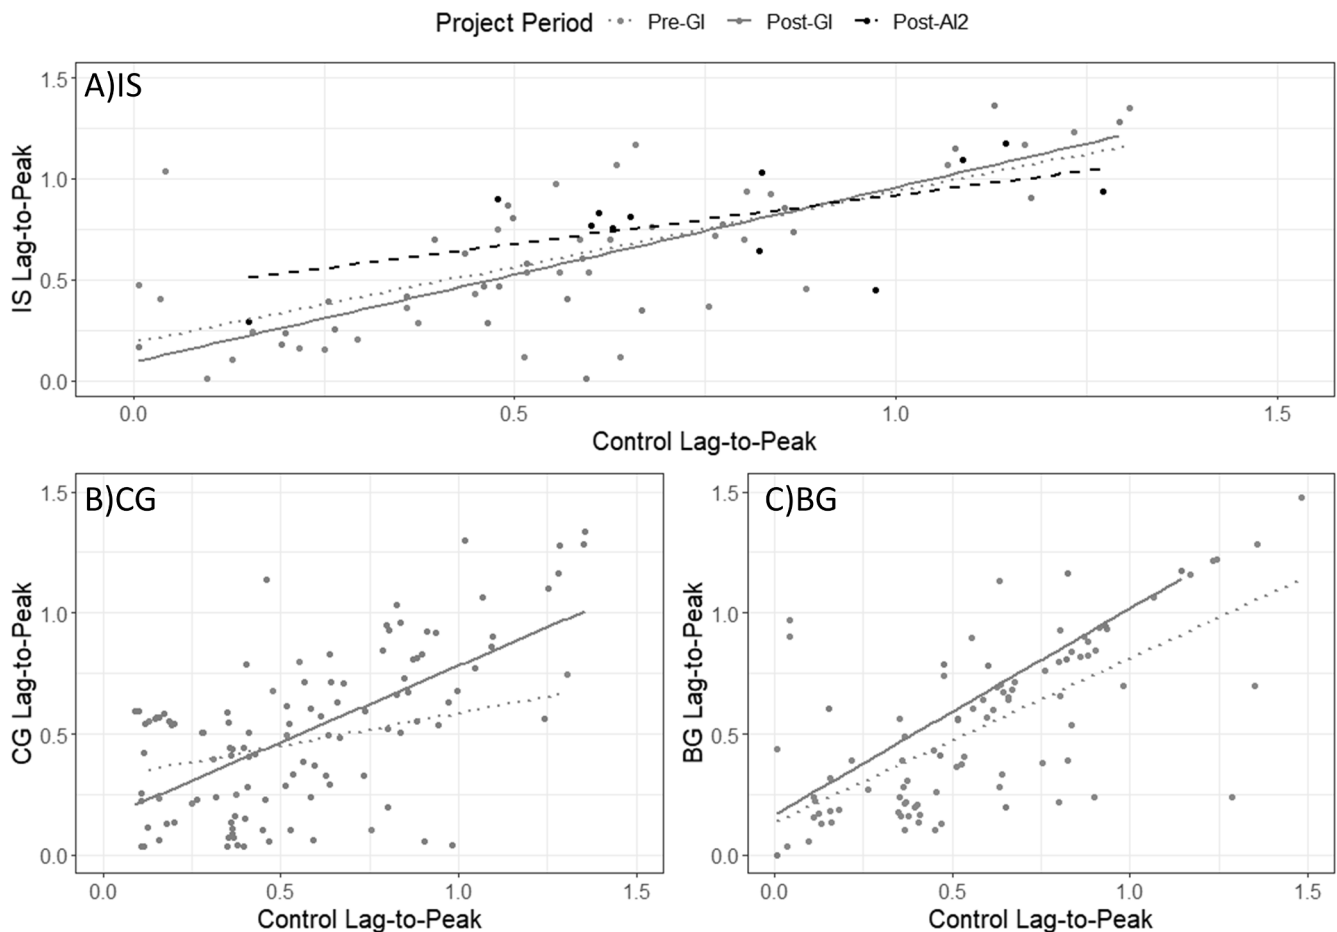 Project Period Pre-GI Post-GI Post-AI2
A)IS
IS Lag-to-Peak
1.5
1.0
0.5
0.0
0.0 0.5 1.0 1.5
Control Lag-to-Peak
B)CG
CG Lag-to-Peak
1.5
1.0
0.5
0.0
0.0 0.5 1.0 1.5
Control Lag-to-Peak
C)BG
BG Lag-to-Peak
1.5
1.0
0.5
0.0
0.0 0.5 1.0 1.5
Control Lag-to-Peak